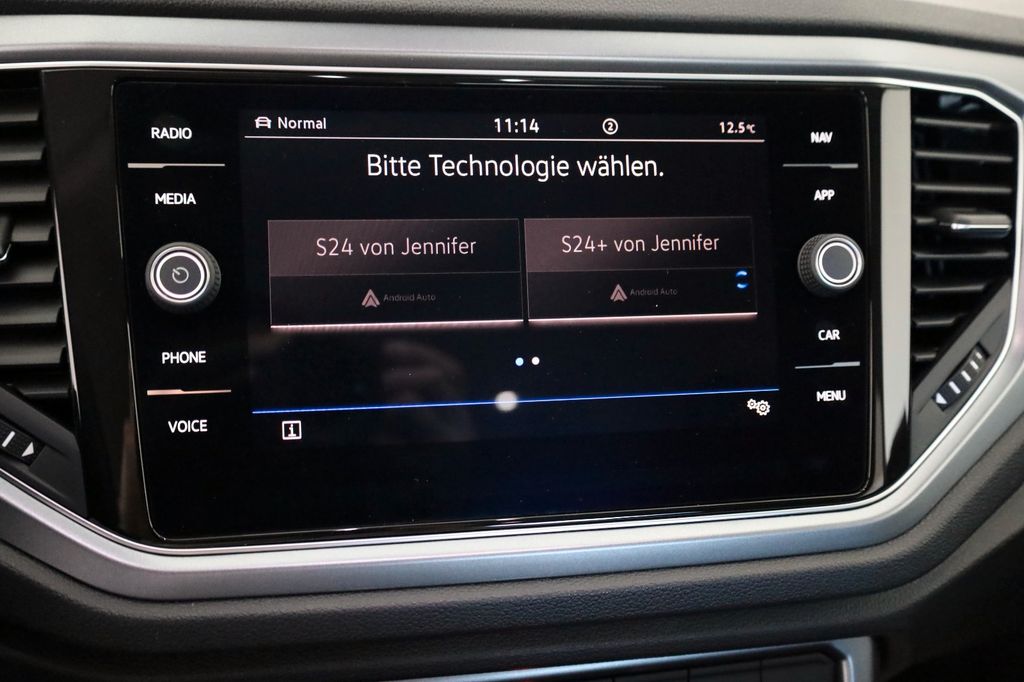 RADIO
MEDIA
PHONE
VOICE
Normal 11:14 2 12.5°C
Bitte Technologie wählen.
S24 von Jennifer
Android Auto
S24+ von Jennifer
Android Auto
i
NAV
APP
CAR
MENU